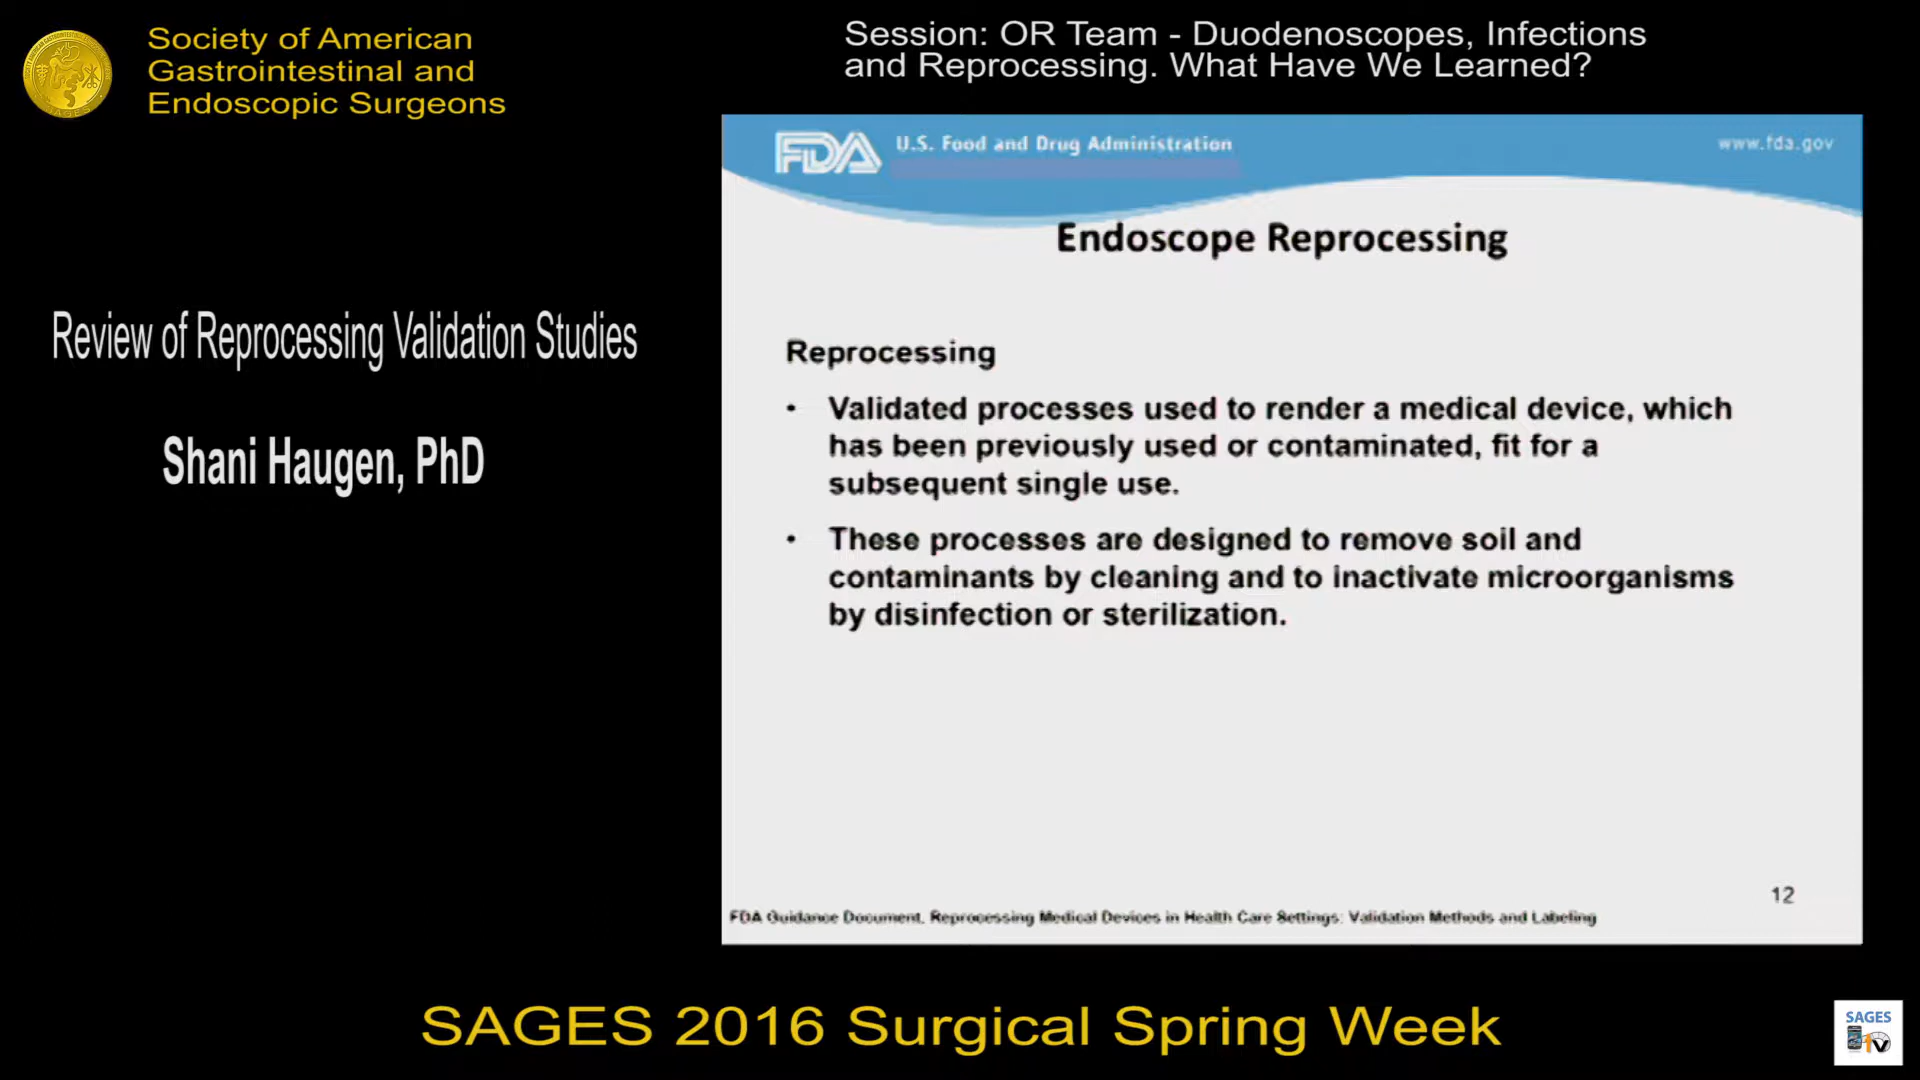 Society of American
Gastrointestinal and
Endoscopic Surgeons
Session: OR Team - Duodenoscopes, Infections
and Reprocessing. What Have We Learned?
FDA U.S. Food and Drug Administration
www.fda.gov
Endoscope Reprocessing
Review of Reprocessing Validation Studies
Shani Haugen, PhD
Reprocessing
• Validated processes used to render a medical device, which
has been previously used or contaminated, fit for a
subsequent single use.
• These processes are designed to remove soil and
contaminants by cleaning and to inactivate microorganisms
by disinfection or sterilization.
12
FDA Guidance Document, Reprocessing Medical Devices in Health Care Settings: Validation Methods and Labeling
SAGES 2016 Surgical Spring Week
SAGES
tv